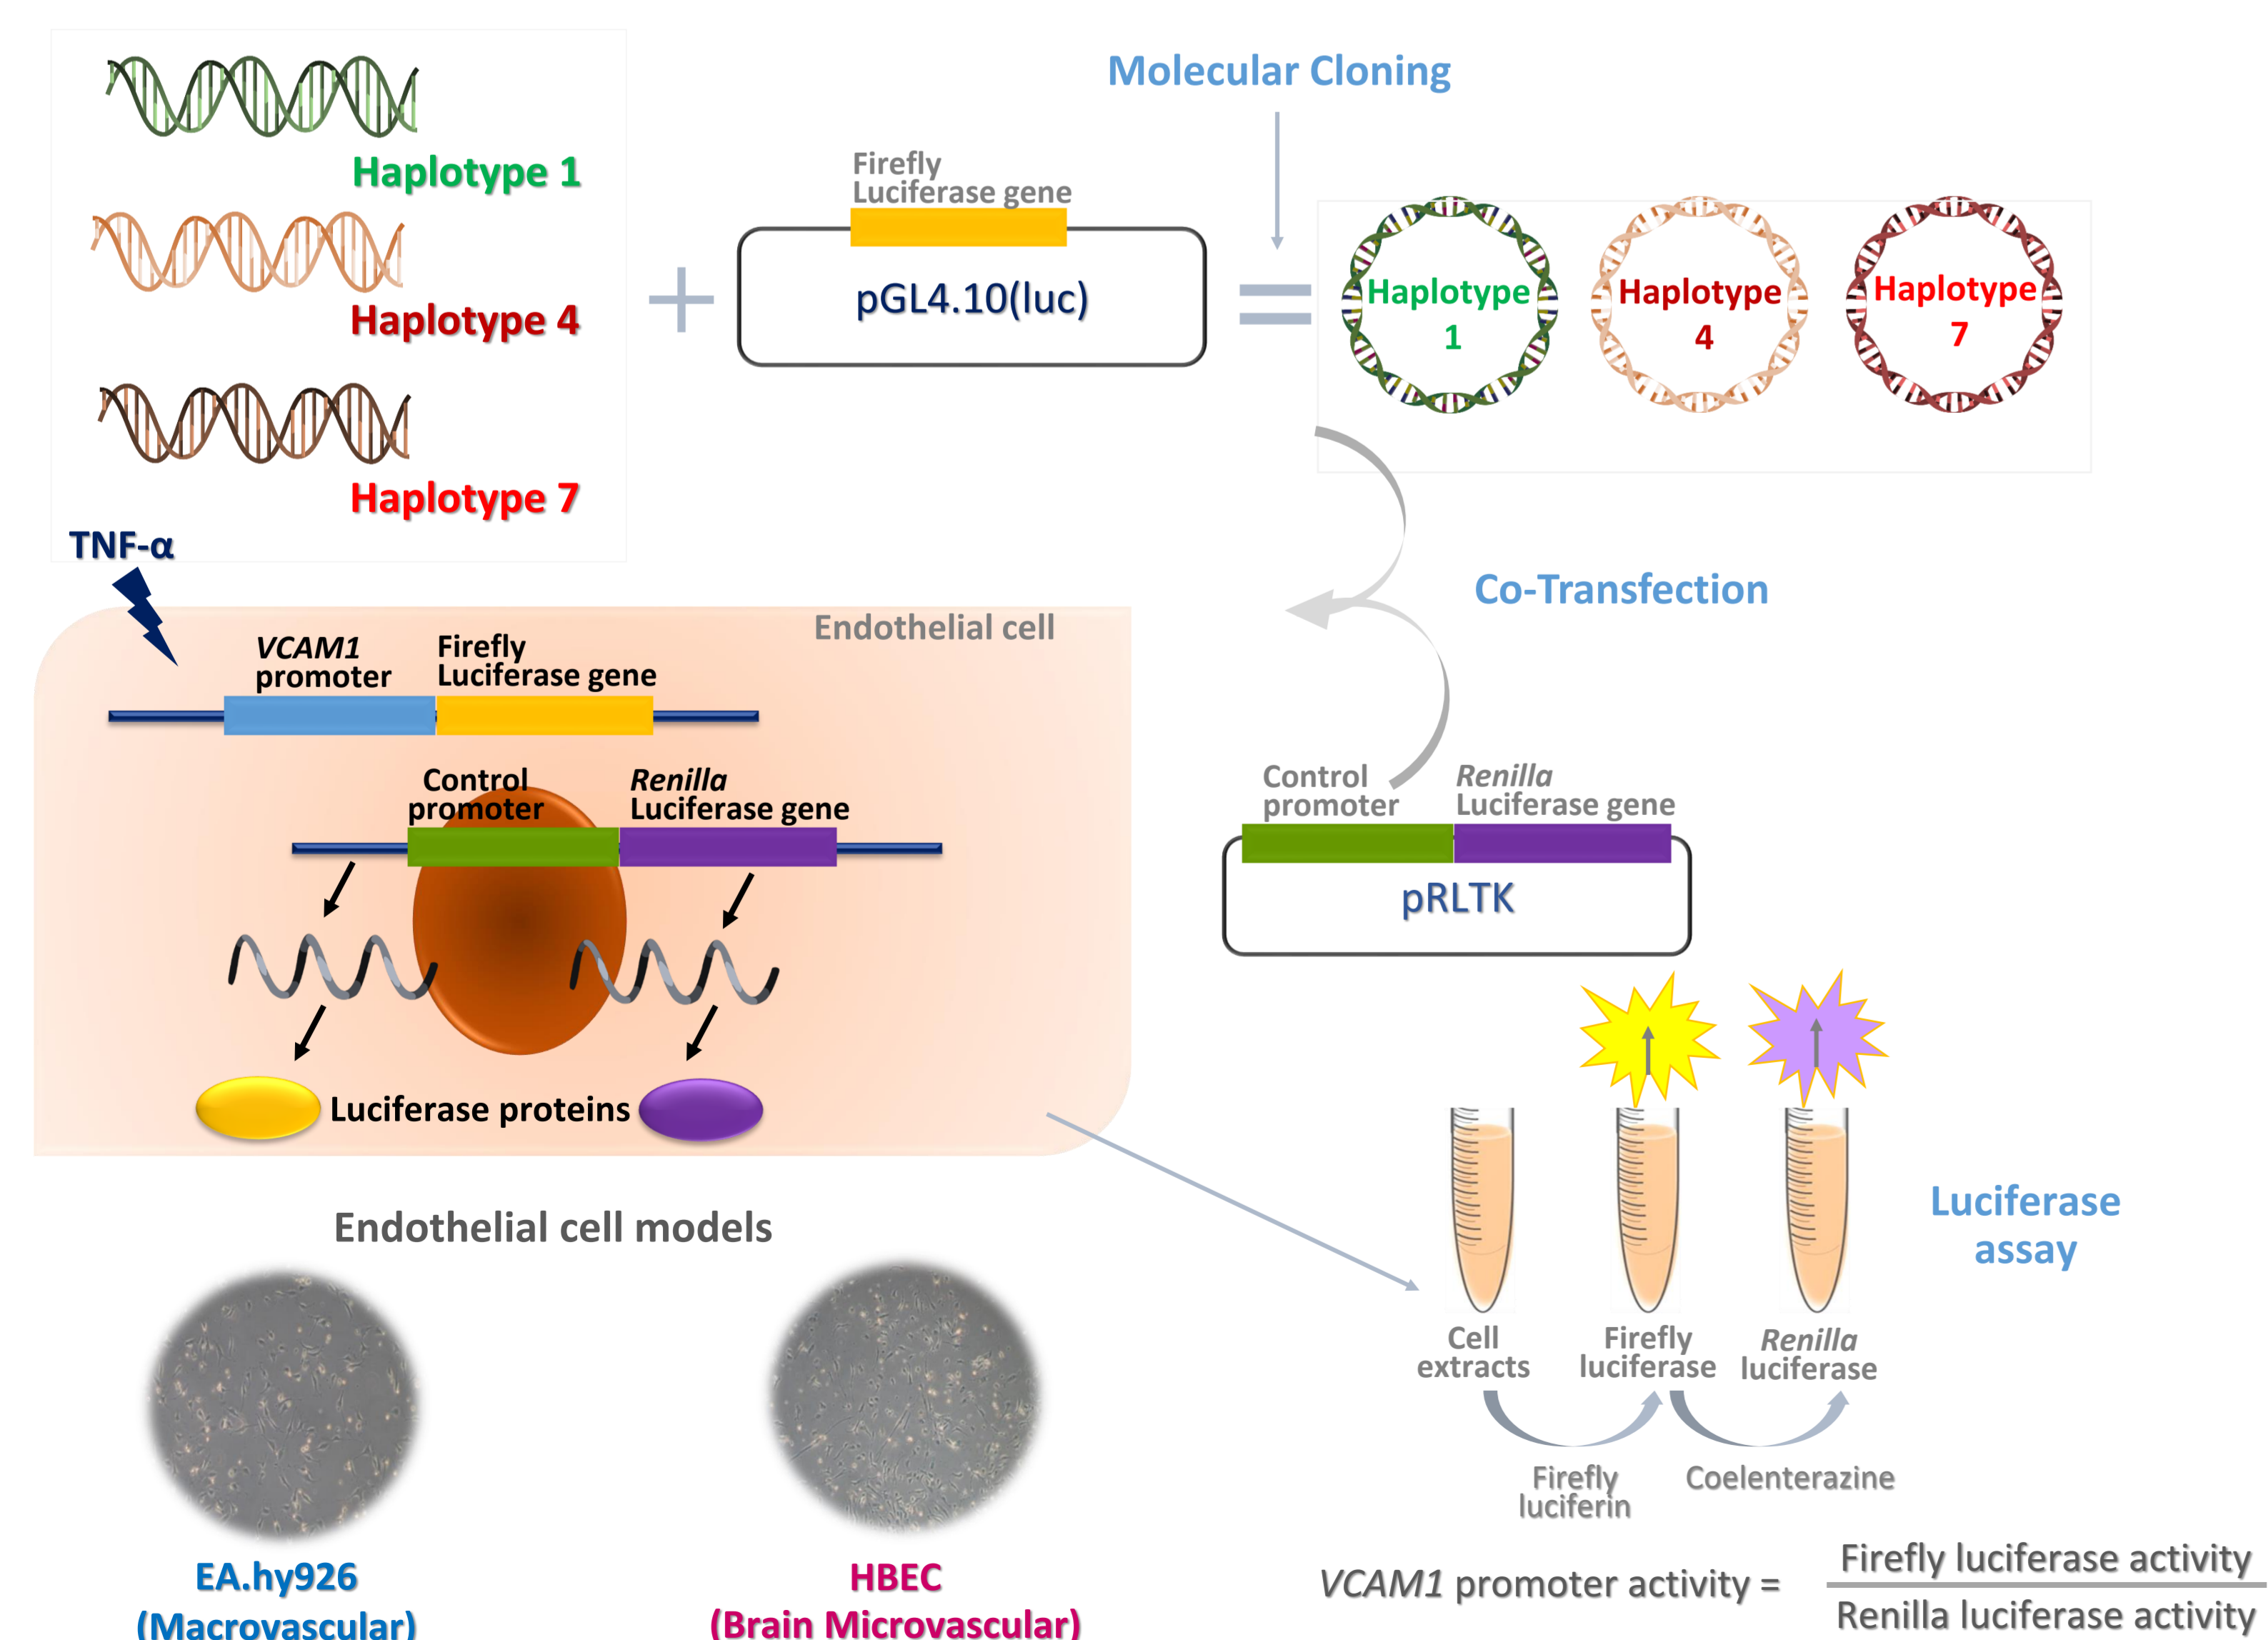 Haplotype 1
Haplotype 4
Haplotype 7
Firefly
Luciferase gene
pGL4.10(luc)
Molecular Cloning
Haplotype
1
Haplotype
4
Haplotype
7
Co-Transfection
TNF-α
Endothelial cell
VCAM1
promoter
Firefly
Luciferase gene
Control
promoter
Renilla
Luciferase gene
Luciferase proteins
Control
promoter
Renilla
Luciferase gene
pRLTK
Luciferase
assay
Cell
extracts
Firefly
luciferase
Renilla
luciferase
Firefly
luciferin
Coelenterazine
Endothelial cell models
EA.hy926
(Macrovascular)
HBEC
(Brain Microvascular)
VCAM1 promoter activity =
Firefly luciferase activity
Renilla luciferase activity